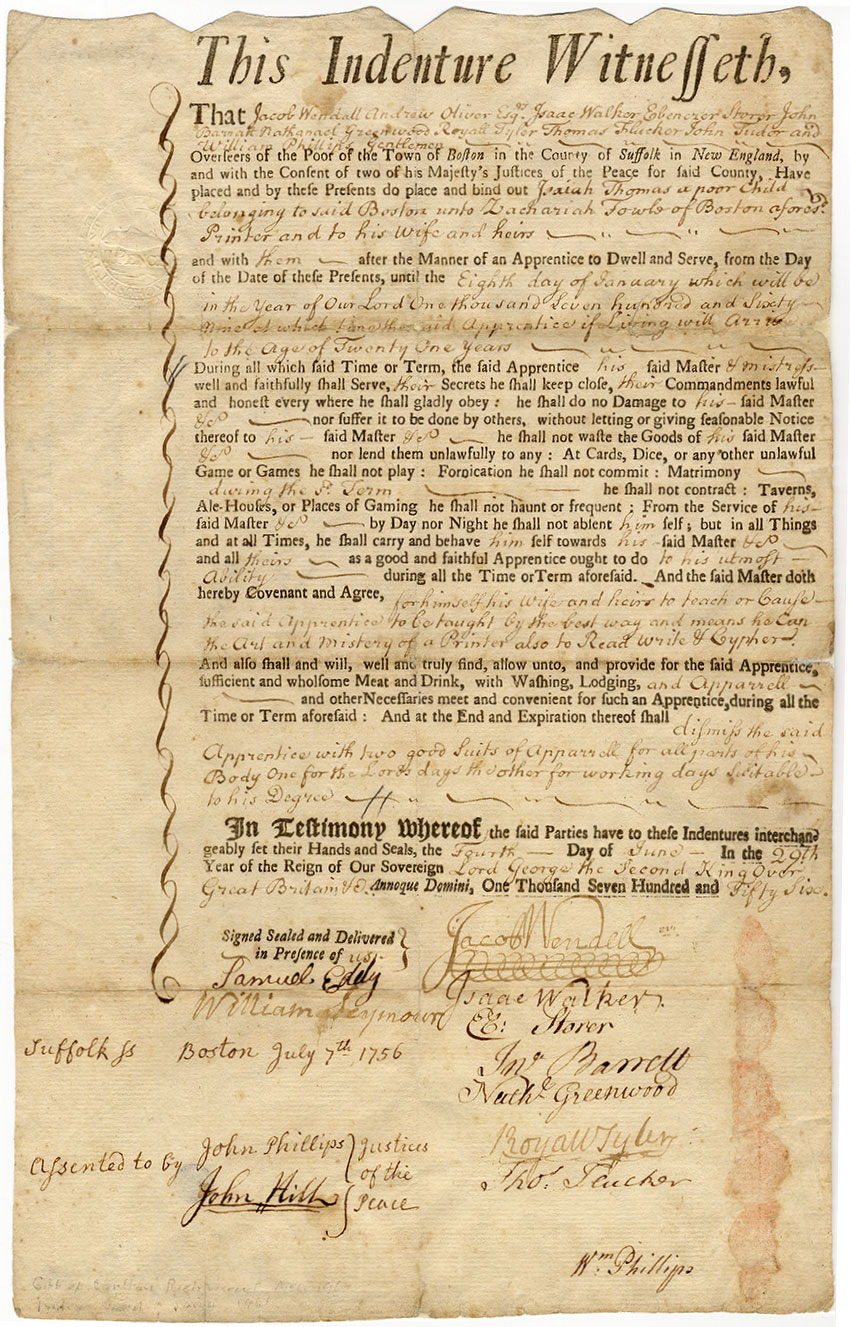 This Indenture Witnesseth,
That Jacob Wendall Andrew Oliver Esqrs Isaac Walker Ebenezer Storer John
Barratt Nathanael Greenwood Royall Tyler Thomas Flucker John Tudor and
William Phillips Gentlemen
Overseers of the Poor of the Town of Boston in the County of Suffolk in New England, by
and with the Consent of two of his Majesty's Justices of the Peace for said County, Have
placed and by these Presents do place and bind out Isaiah Thomas a poor Child
belonging to said Boston unto Zachariah Fowle of Boston aforesd.
Printer and to his Wife and heirs
and with them after the Manner of an Apprentice to Dwell and Serve, from the Day
of the Date of these Presents, until the Eighth day of January which will be
in the Year of Our Lord One thousand Seven hundred and Sixty
Nine at which time the said Apprentice if Living will Arrive
to the Age of Twenty One Years
During all which said Time or Term, the said Apprentice his said Master & Mistress
well and faithfully shall Serve, their Secrets he shall keep close, their Commandments lawful
and honest every where he shall gladly obey: he shall do no Damage to his said Master
&c nor suffer it to be done by others, without letting or giving seasonable Notice
thereof to his said Master &c he shall not waste the Goods of his said Master
&c nor lend them unlawfully to any: At Cards, Dice, or any other unlawful
Game or Games he shall not play: Fornication he shall not commit: Matrimony
during the sd. Term he shall not contract: Taverns,
Ale-Houses, or Places of Gaming he shall not haunt or frequent: From the Service of his
said Master &c by Day nor Night he shall not absent him self; but in all Things
and at all Times, he shall carry and behave him self towards his said Master &c
and all theirs as a good and faithful Apprentice ought to do to his utmost
Ability during all the Time or Term aforesaid. And the said Master doth
hereby Covenant and Agree, for himself his Wife and heirs to teach or Cause
the said Apprentice to be taught by the best way and means he Can
the Art and Mistery of a Printer also to Read Write & Cypher.
And also shall and will, well and truly find, allow unto, and provide for the said Apprentice,
sufficient and wholsome Meat and Drink, with Washing, Lodging, and Apparrell
and other Necessaries meet and convenient for such an Apprentice, during all the
Time or Term aforesaid: And at the End and Expiration thereof shall dismiss the said
Apprentice with two good Suits of Apparrell for all parts of his
Body One for the Lords days the other for working days Suitable
to his Degree
In Testimony whereof the said Parties have to these Indentures interchan-
geably set their Hands and Seals, the Fourth Day of June In the 29th
Year of the Reign of Our Sovereign Lord George the Second King Over
Great Britain &c. Annoque Domini, One Thousand Seven Hundred and Fifty Six.
Signed Sealed and Delivered
in Presence of us
Samuel Eddy
William Seymour
Jacob Wendell
Isaac Walker.
Eb: Storer
Jno. Barrett
Nathl. Greenwood
Royall Tyler
Thos. Flucker
Wm. Phillips
Suffolk ss Boston July 7th 1756
Assented to by
John Phillips
John Hill
Justices
of the
Peace